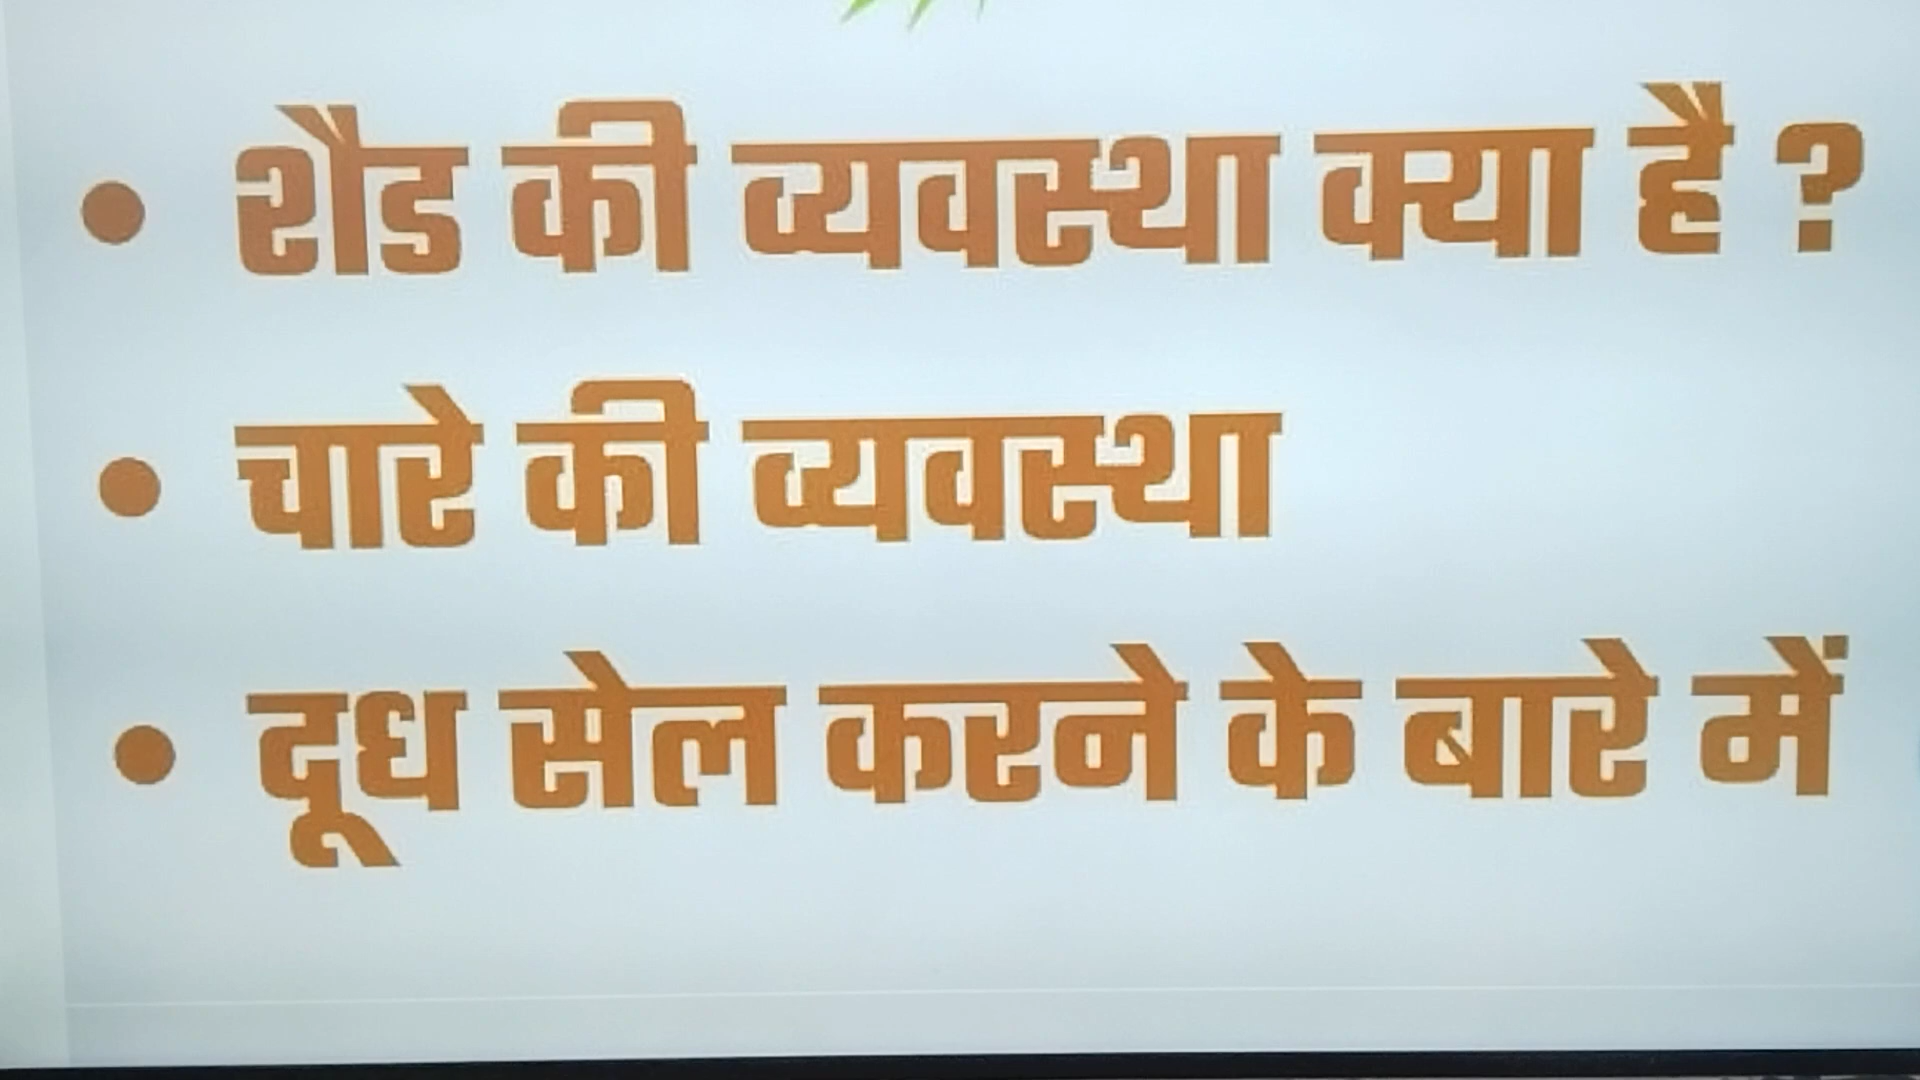 • शैड की व्यवस्था क्या है ?
• चारे की व्यवस्था
• दूध सेल करने के बारे में